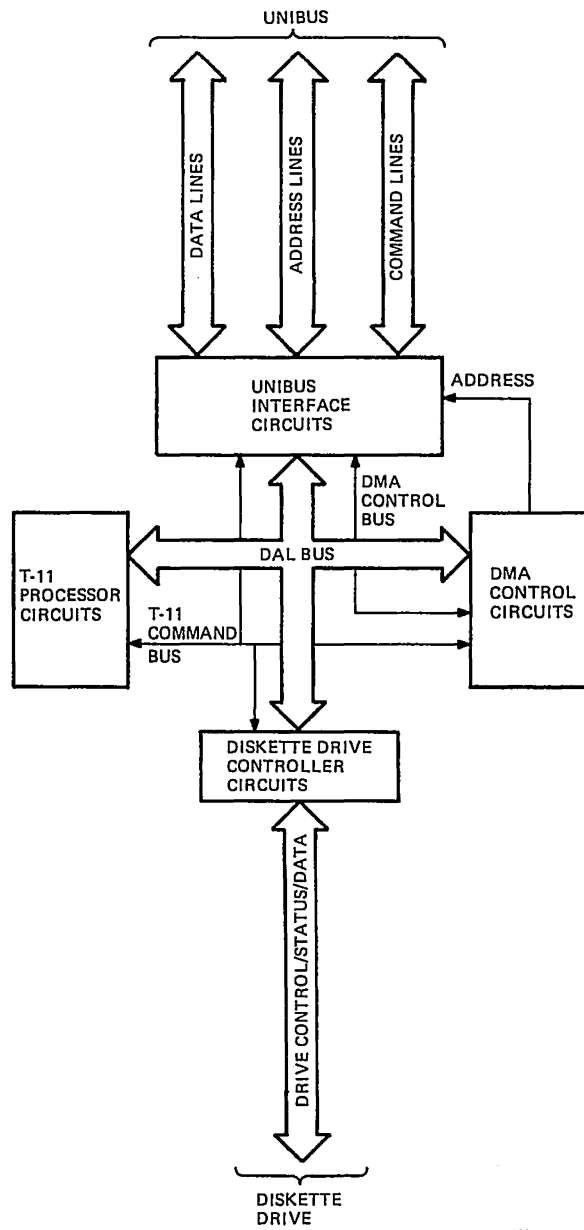 UNIBUS
DATA LINES
ADDRESS LINES
COMMAND LINES
UNIBUS
INTERFACE
CIRCUITS
ADDRESS
DMA
CONTROL
BUS
DAL BUS
T-11
PROCESSOR
CIRCUITS
DMA
CONTROL
CIRCUITS
T-11
COMMAND
BUS
DISKETTE DRIVE
CONTROLLER
CIRCUITS
DRIVE CONTROL/STATUS/DATA
DISKETTE
DRIVE